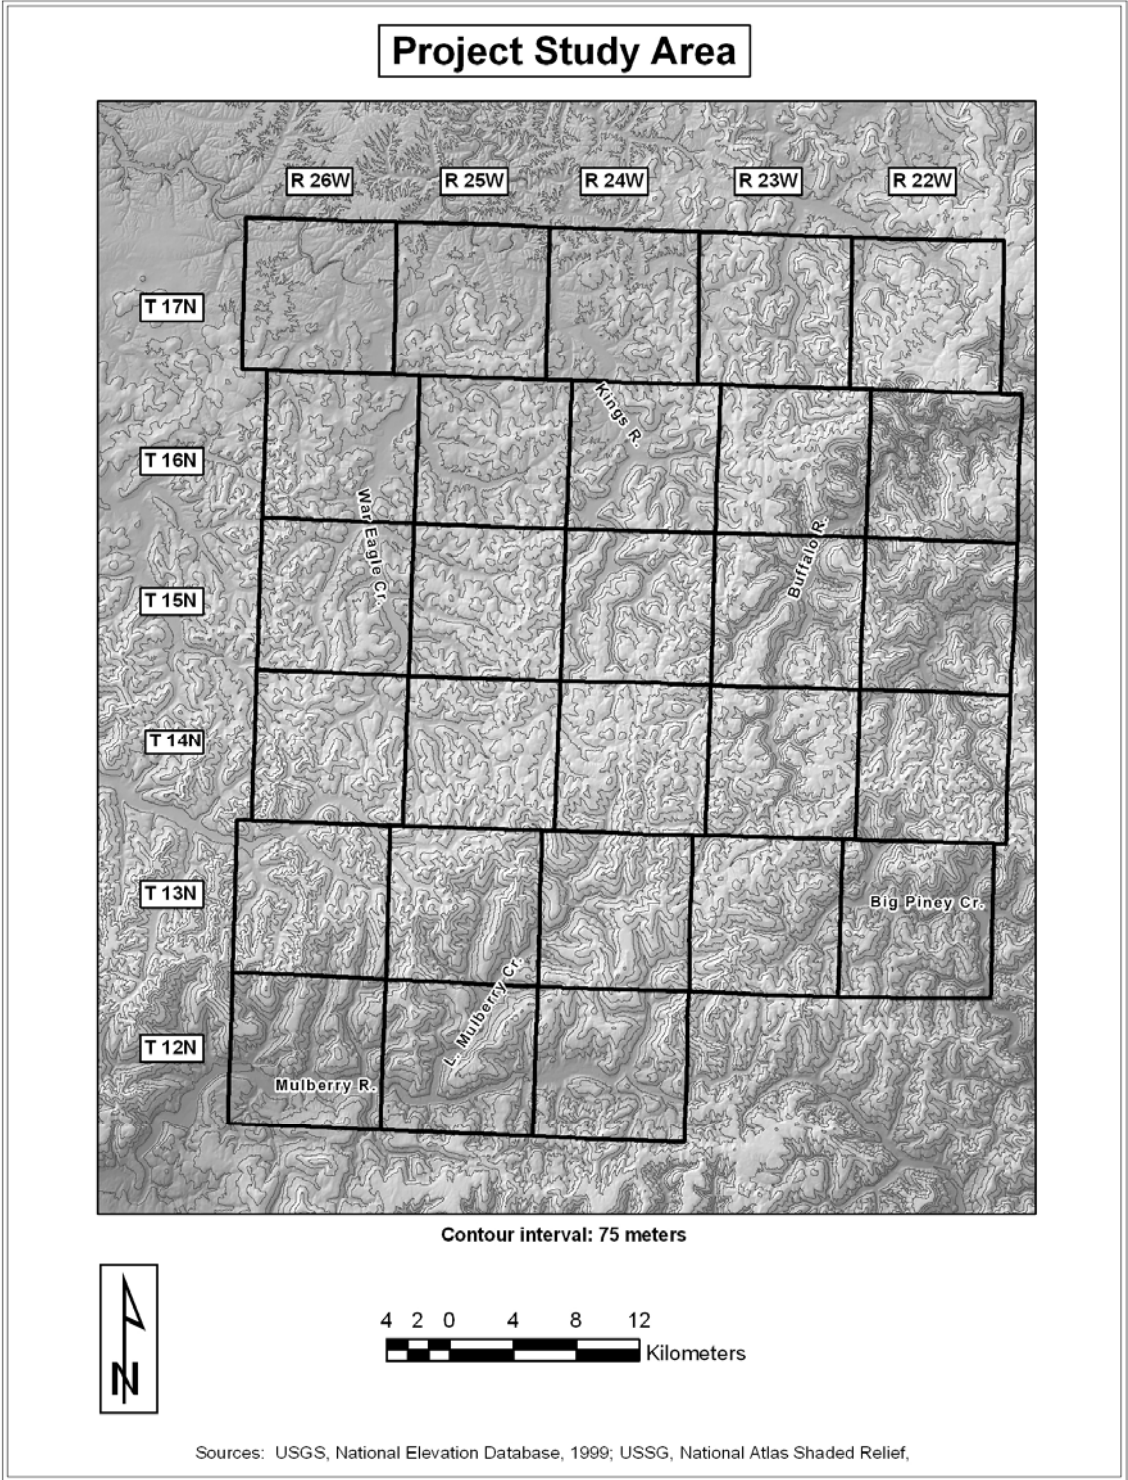 Project Study Area
R 26W
R 25W
R 24W
R 23W
R 22W
T 17N
Kings R.
T 16N
War Eagle Cr.
Buffalo R.
T 15N
T 14N
T 13N
Big Piney Cr.
L. Mulberry Cr.
T 12N
Mulberry R.
Contour interval: 75 meters
4 2 0 4 8 12
Kilometers
N
Sources: USGS, National Elevation Database, 1999; USSG, National Atlas Shaded Relief,